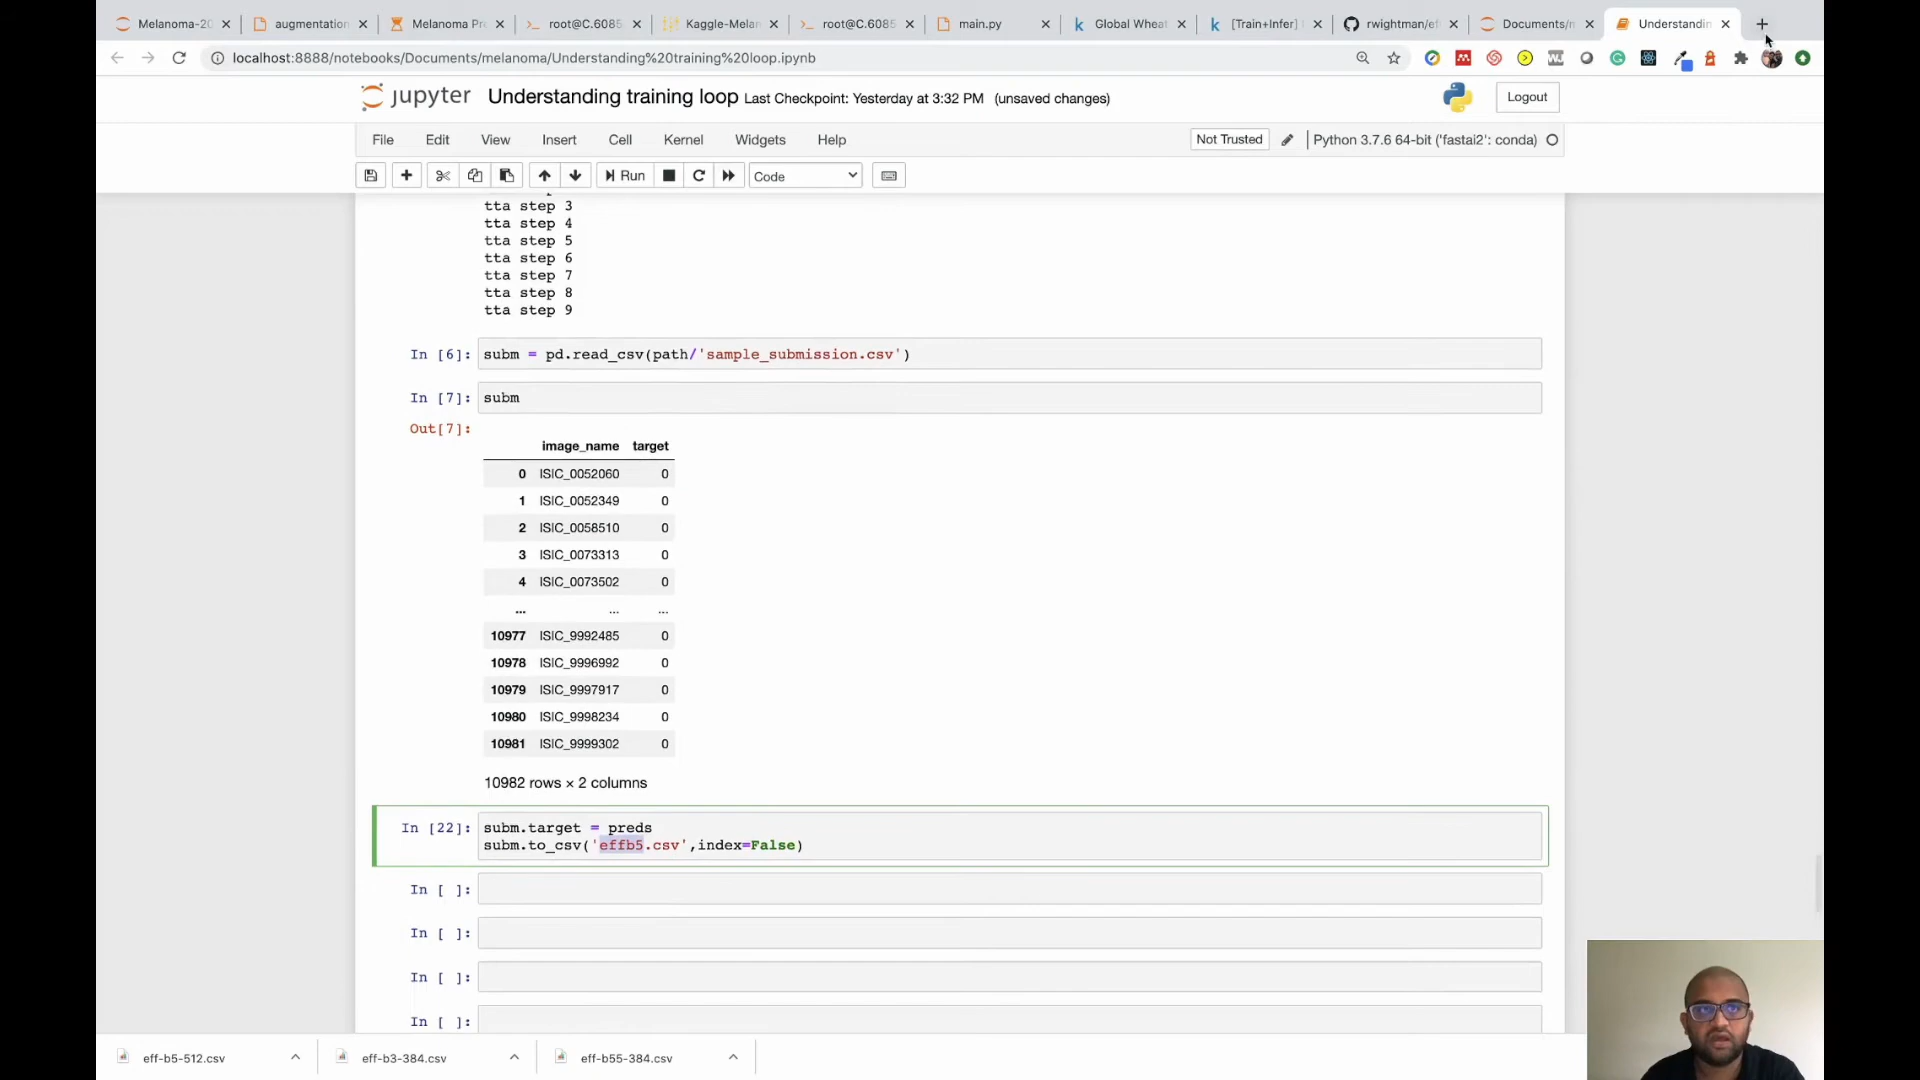 Melanoma-20
augmentation
Melanoma Pr
root@C.6085
Kaggle-Melan
root@C.6085
main.py
Global Wheat
[Train+Infer]
rwightman/ef
Documents/m
Understandin
localhost:8888/notebooks/Documents/melanoma/Understanding%20training%20loop.ipynb
jupyter Understanding training loop Last Checkpoint: Yesterday at 3:32 PM (unsaved changes)
Logout
File Edit View Insert Cell Kernel Widgets Help
Not Trusted
Python 3.7.6 64-bit ('fastai2': conda)
Run
Code
tta step 3
tta step 4
tta step 5
tta step 6
tta step 7
tta step 8
tta step 9
In [6]: subm = pd.read_csv(path/'sample_submission.csv')
In [7]: subm
Out[7]:
image_name target
0 ISIC_0052060 0
1 ISIC_0052349 0
2 ISIC_0058510 0
3 ISIC_0073313 0
4 ISIC_0073502 0
... ... ...
10977 ISIC_9992485 0
10978 ISIC_9996992 0
10979 ISIC_9997917 0
10980 ISIC_9998234 0
10981 ISIC_9999302 0
10982 rows × 2 columns
In [22]: subm.target = preds
subm.to_csv('effb5.csv',index=False)
In [ ]:
In [ ]:
In [ ]:
In [ ]:
eff-b5-512.csv
eff-b3-384.csv
eff-b55-384.csv